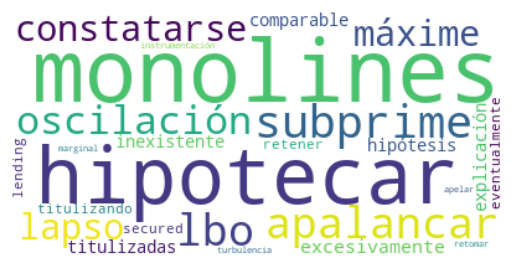 constatarse
comparable
máxime
instrumentación
monolines
oscilación
subprime
inexistente
retener
hipótesis
explicación
eventualmente
lending
hipotecar
marginal
apelar
titulizando
lapso
secured
lbo
apalancar
titulizadas
excesivamente
turbulencia
retomar